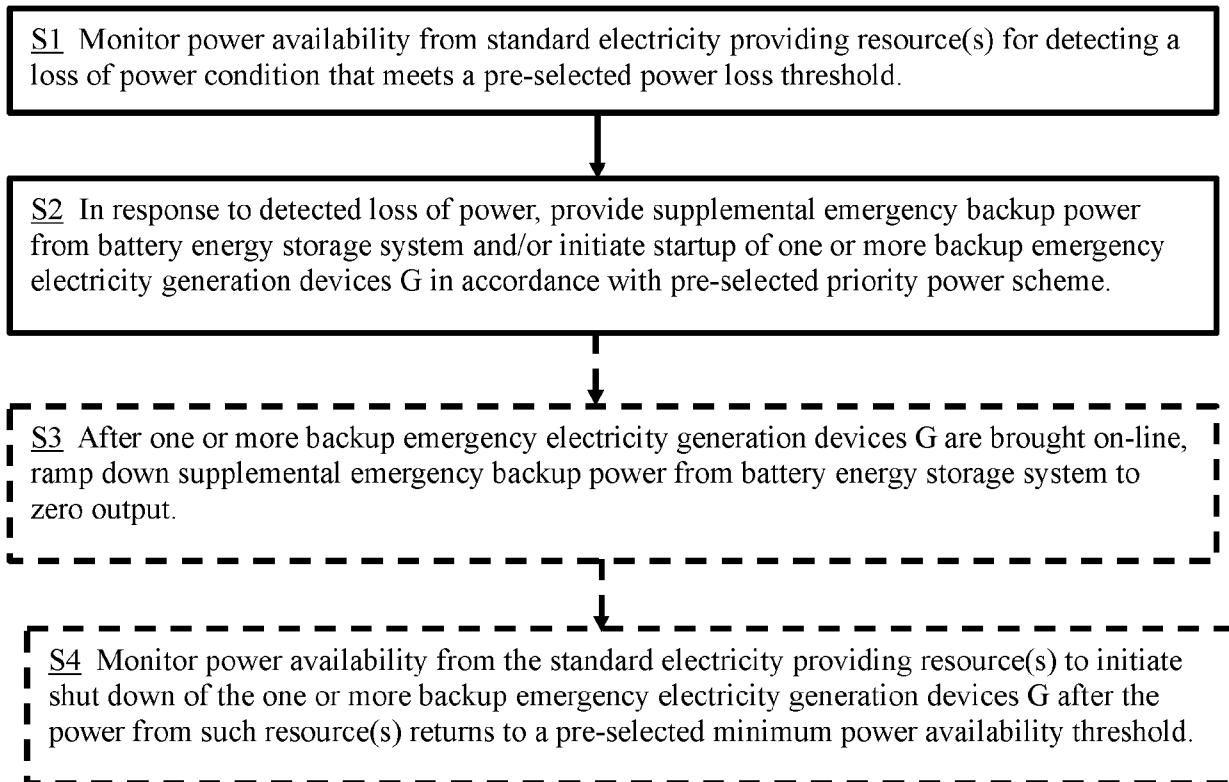 S1 Monitor power availability from standard electricity providing resource(s) for detecting a
loss of power condition that meets a pre-selected power loss threshold.
S2 In response to detected loss of power, provide supplemental emergency backup power
from battery energy storage system and/or initiate startup of one or more backup emergency
electricity generation devices G in accordance with pre-selected priority power scheme.
S3 After one or more backup emergency electricity generation devices G are brought on-line,
ramp down supplemental emergency backup power from battery energy storage system to
zero output.
S4 Monitor power availability from the standard electricity providing resource(s) to initiate
shut down of the one or more backup emergency electricity generation devices G after the
power from such resource(s) returns to a pre-selected minimum power availability threshold.